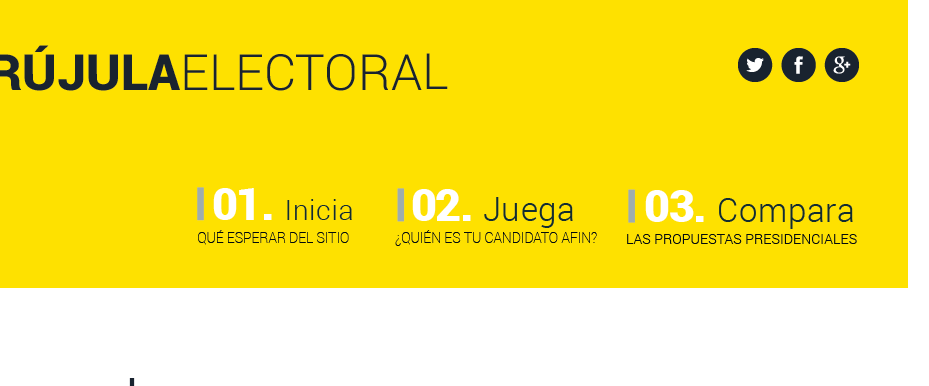 RÚJULAELECTORAL
01. Inicia
QUÉ ESPERAR DEL SITIO
02. Juega
¿QUIÉN ES TU CANDIDATO AFIN?
03. Compara
LAS PROPUESTAS PRESIDENCIALES